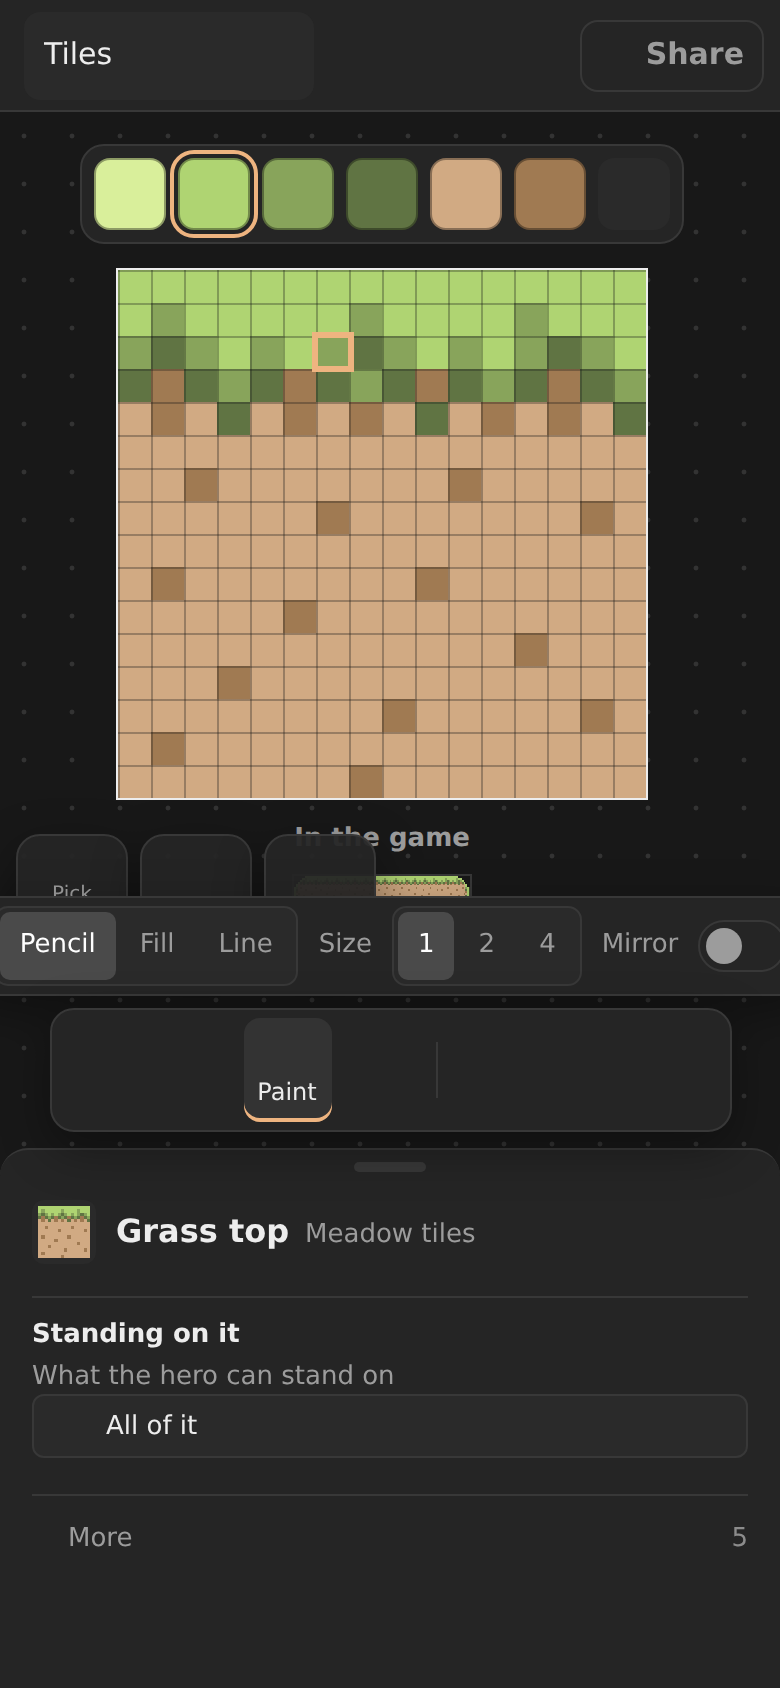 Tiles
Share
In the game
Pick
Pencil Fill Line Size 1 2 4 Mirror
Paint
Grass top Meadow tiles
Standing on it
What the hero can stand on
All of it
More 5